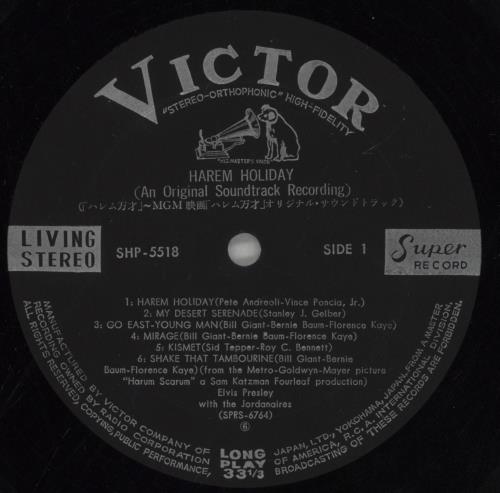 VICTOR
"STEREO-ORTHOPHONIC" HIGH-FIDELITY
"HIS MASTER'S VOICE"
HAREM HOLIDAY
(An Original Soundtrack Recording)
(「ハレム万才」~MGM 映画「ハレム万才」オリジナル・サウンドトラック)
LIVING STEREO
SHP-5518
SIDE 1
Super RECORD
1: HAREM HOLIDAY(Pete Andreoli-Vince Poncia, Jr.)
2: MY DESERT SERENADE(Stanley J. Gelber)
3: GO EAST-YOUNG MAN(Bill Giant-Bernie Baum-Florence Kaye)
4: MIRAGE(Bill Giant-Bernie Baum-Florence Kaye)
5: KISMET(Sid Tepper-Roy C. Bennett)
6: SHAKE THAT TAMBOURINE(Bill Giant-Bernie
Baum-Florence Kaye)(from the Metro-Goldwyn-Mayer picture
"Harum Scarum" a Sam Katzman Fourleaf production)
Elvis Presley
with the Jordanaires
(SPRS-6764)
⑥
LONG PLAY 33 1/3
MANUFACTURED BY VICTOR COMPANY OF JAPAN, LTD., YOKOHAMA, JAPAN, FROM A MASTER
RECORDING OWNED BY RADIO CORPORATION OF AMERICA, R.C.A. INTERNATIONAL DIVISION.
ALL RIGHTS RESERVED, COPYING, PUBLIC PERFORMANCE, BROADCASTING OF THESE RECORDS ARE FORBIDDEN.